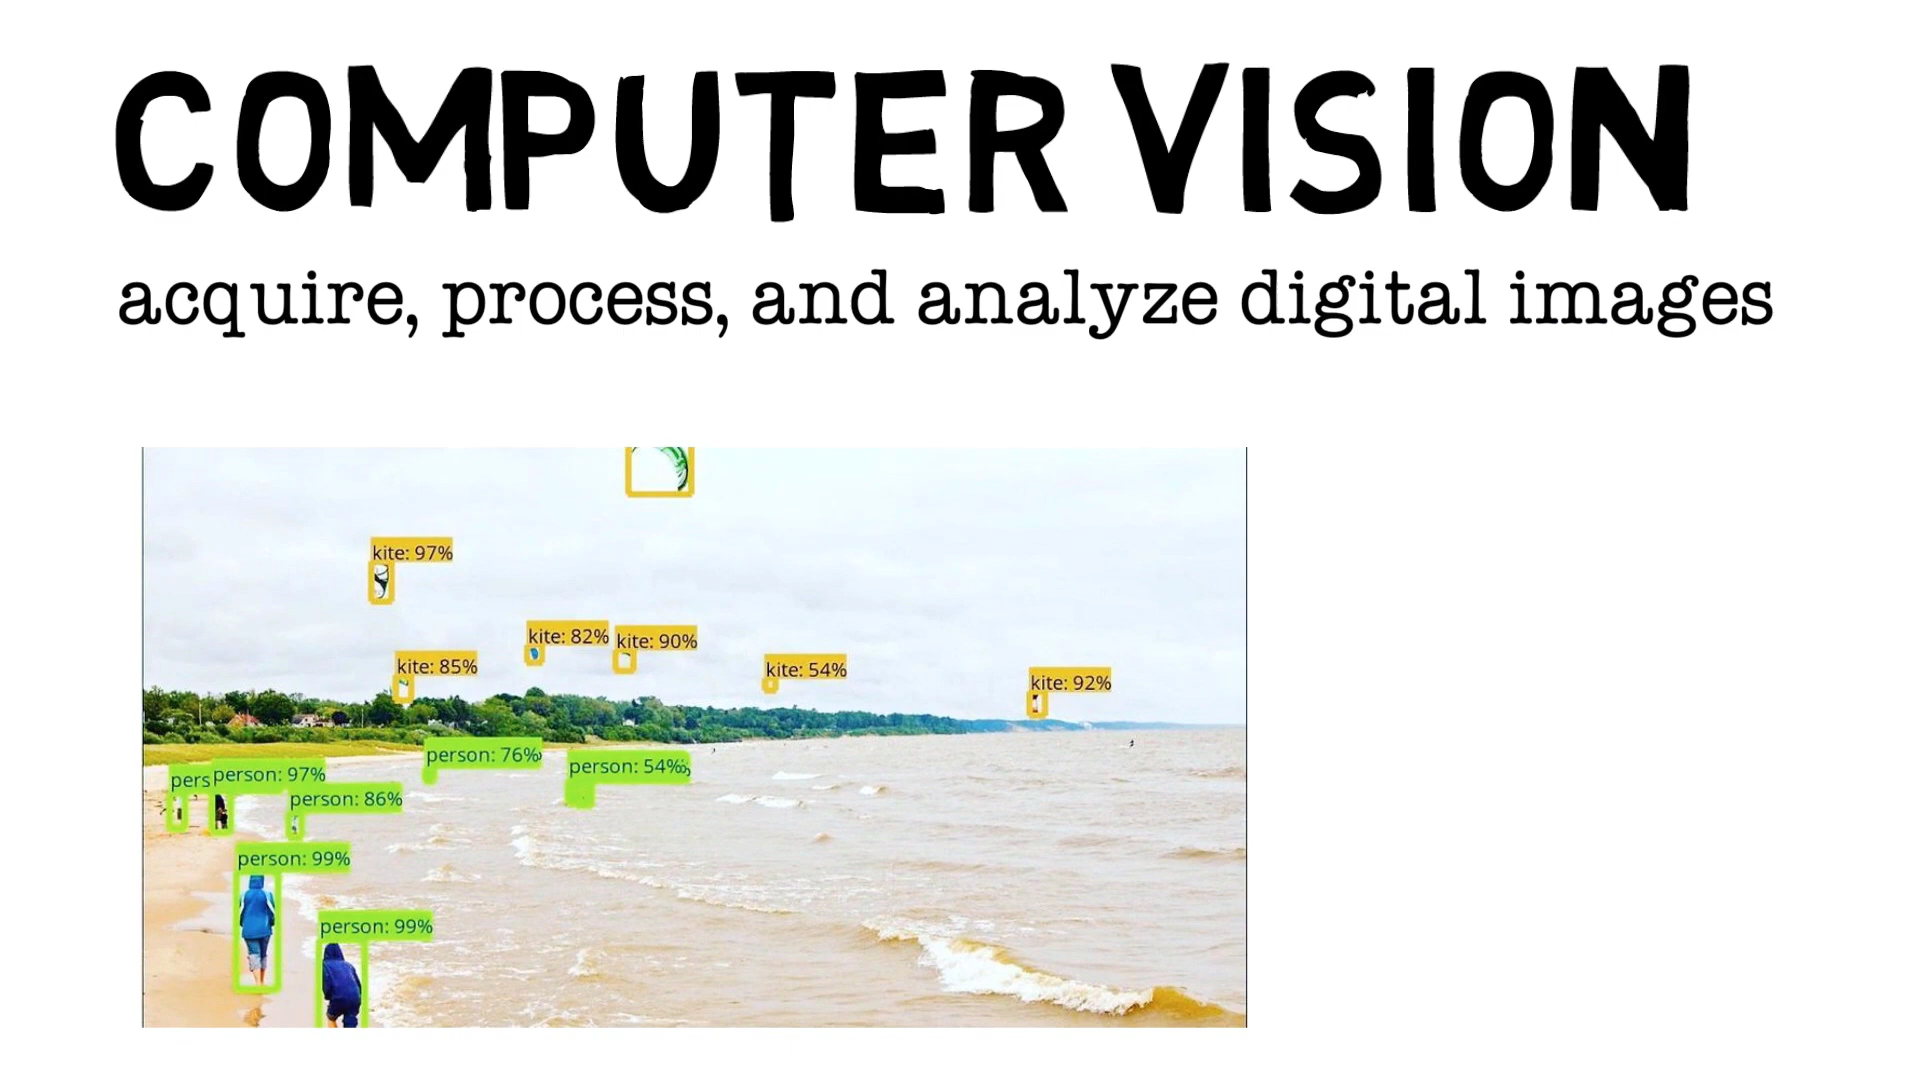 COMPUTER VISION
acquire, process, and analyze digital images
kite: 97%
kite: 82%
kite: 90%
kite: 85%
kite: 54%
kite: 92%
person: 76%
person: 54%
pers
person: 97%
person: 86%
person: 99%
person: 99%